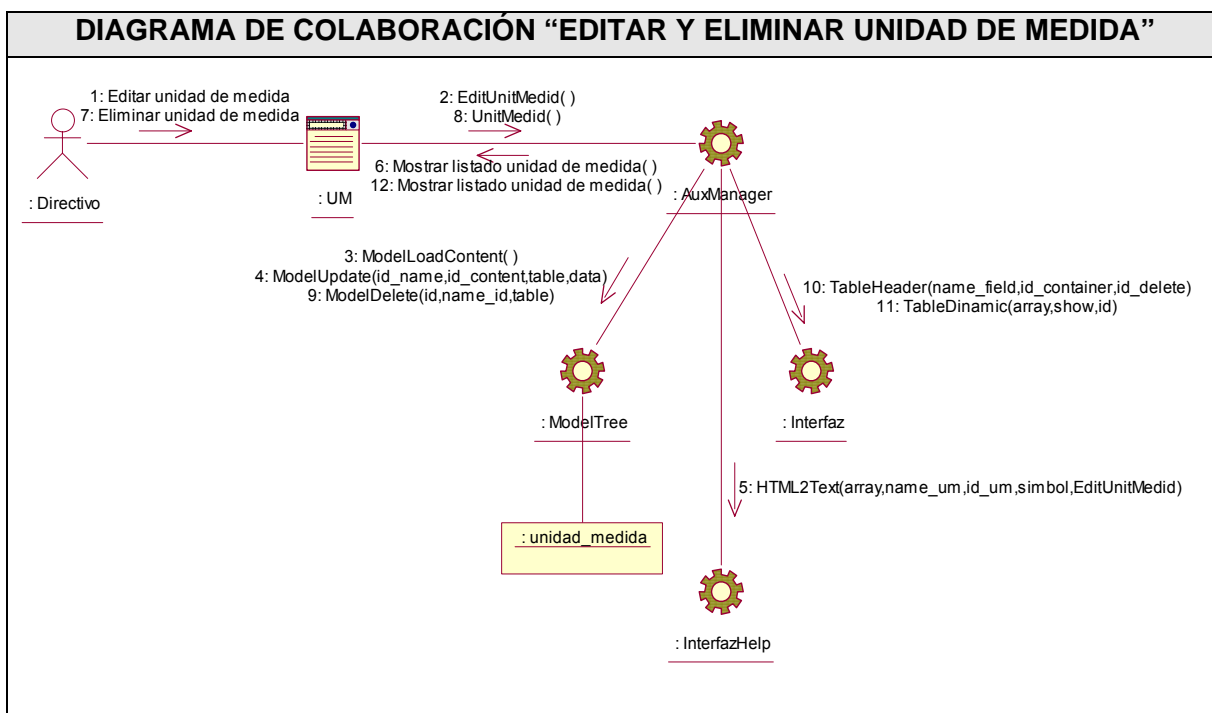 DIAGRAMA DE COLABORACIÓN “EDITAR Y ELIMINAR UNIDAD DE MEDIDA”
1: Editar unidad de medida
7: Eliminar unidad de medida
2: EditUnitMedid( )
8: UnitMedid( )
6: Mostrar listado unidad de medida( )
12: Mostrar listado unidad de medida( )
: Directivo
: UM
: AuxManager
3: ModelLoadContent( )
4: ModelUpdate(id_name,id_content,table,data)
9: ModelDelete(id,name_id,table)
10: TableHeader(name_field,id_container,id_delete)
11: TableDinamic(array,show,id)
: ModelTree
: Interfaz
5: HTML2Text(array,name_um,id_um,simbol,EditUnitMedid)
: unidad_medida
: InterfazHelp